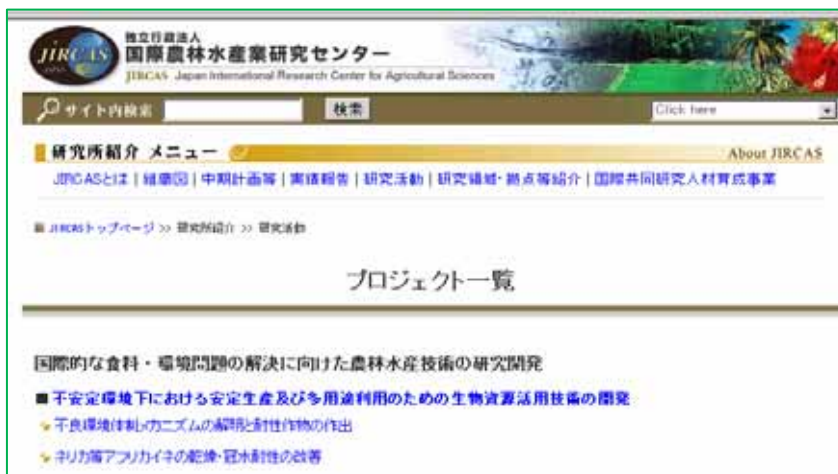 JIRCAS
独立行政法人
国際農林水産業研究センター
JIRCAS Japan International Research Center for Agricultural Sciences
サイト内検索 検索 Click here
研究所紹介 メニュー About JIRCAS
JIRCASとは | 組織図 | 中期計画等 | 実績報告 | 研究活動 | 研究領域・拠点等紹介 | 国際共同研究人材育成事業
JIRCASトップページ >> 研究所紹介 >> 研究活動
プロジェクト一覧
国際的な食料・環境問題の解決に向けた農林水産技術の研究開発
■不安定環境下における安定生産及び多用途利用のための生物資源活用技術の開発
不良環境耐性メカニズムの解明と耐性作物の作出
ネリカ等アフリカイネの乾燥・冠水耐性の改善